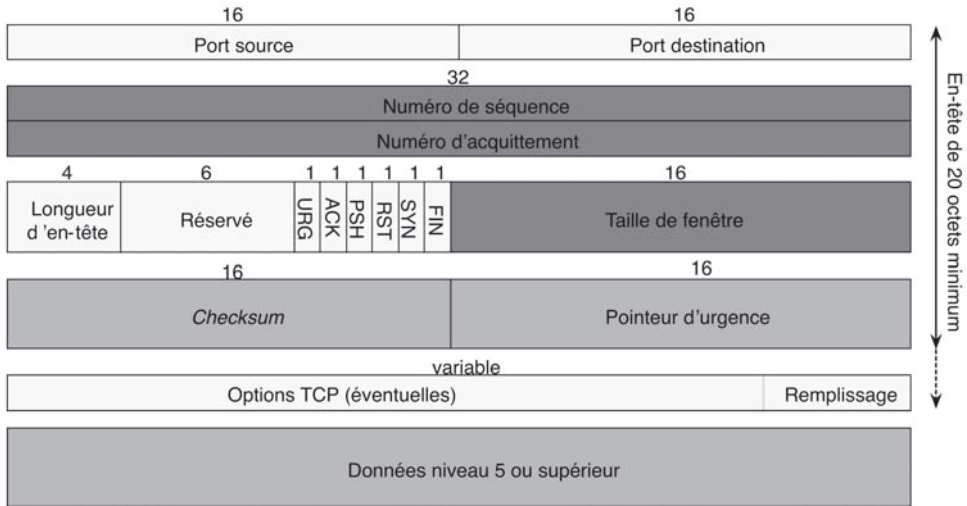 16 16
Port source Port destination
32
Numéro de séquence
Numéro d'acquittement
4 6 1 1 1 1 1 1 16
Longueur
d 'en-tête
Réservé
URG
ACK
PSH
RST
SYN
FIN
Taille de fenêtre
16 16
Checksum Pointeur d'urgence
variable
Options TCP (éventuelles) Remplissage
Données niveau 5 ou supérieur
En-tête de 20 octets minimum